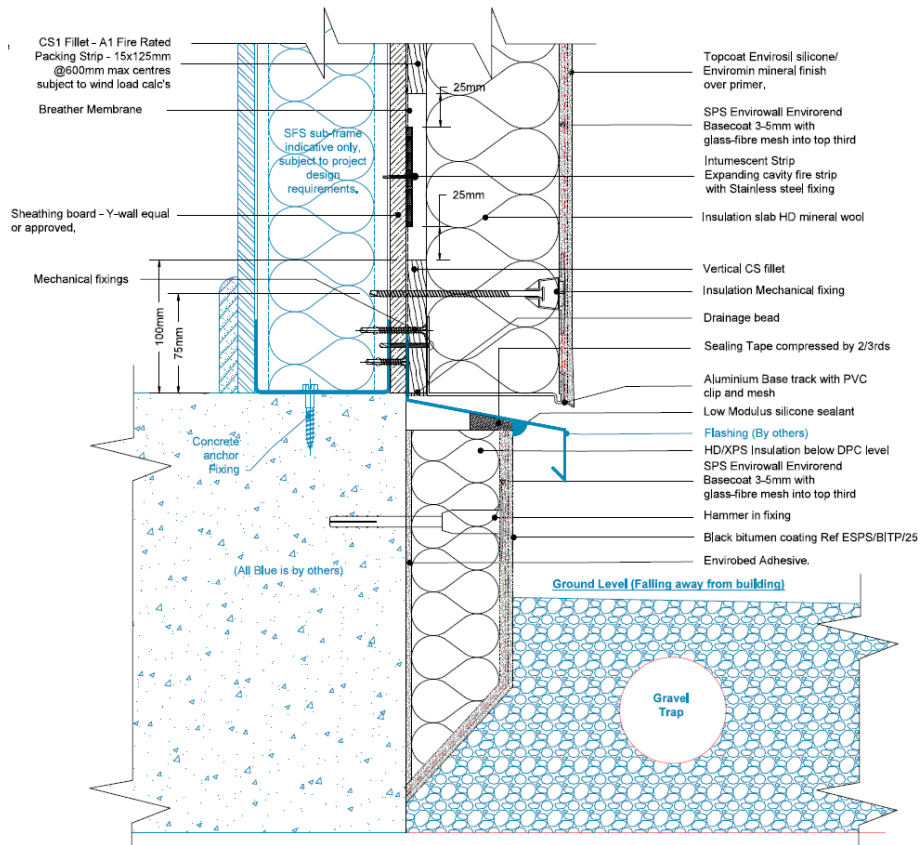 CS1 Fillet - A1 Fire Rated
Packing Strip - 15x125mm
@600mm max centres
subject to wind load calc's
Breather Membrane
SFS sub-frame
indicative only,
subject to project
design
requirements.
Sheathing board - Y-wall equal
or approved,
Mechanical fixings
100mm
75mm
25mm
25mm
Topcoat Envirosil silicone/
Enviromin mineral finish
over primer,
SPS Envirowall Envirorend
Basecoat 3-5mm with
glass-fibre mesh into top third
Intumescent Strip
Expanding cavity fire strip
with Stainless steel fixing
Insulation slab HD mineral wool
Vertical CS fillet
Insulation Mechanical fixing
Drainage bead
Sealing Tape compressed by 2/3rds
Aluminium Base track with PVC
clip and mesh
Low Modulus silicone sealant
Flashing (By others)
HD/XPS Insulation below DPC level
SPS Envirowall Envirorend
Basecoat 3-5mm with
glass-fibre mesh into top third
Hammer in fixing
Black bitumen coating Ref ESPS/BITP/25
Envirobed Adhesive.
Concrete
anchor
Fixing
(All Blue is by others)
Ground Level (Falling away from building)
Gravel
Trap